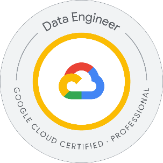 Data Engineer
GOOGLE CLOUD CERTIFIED • PROFESSIONAL